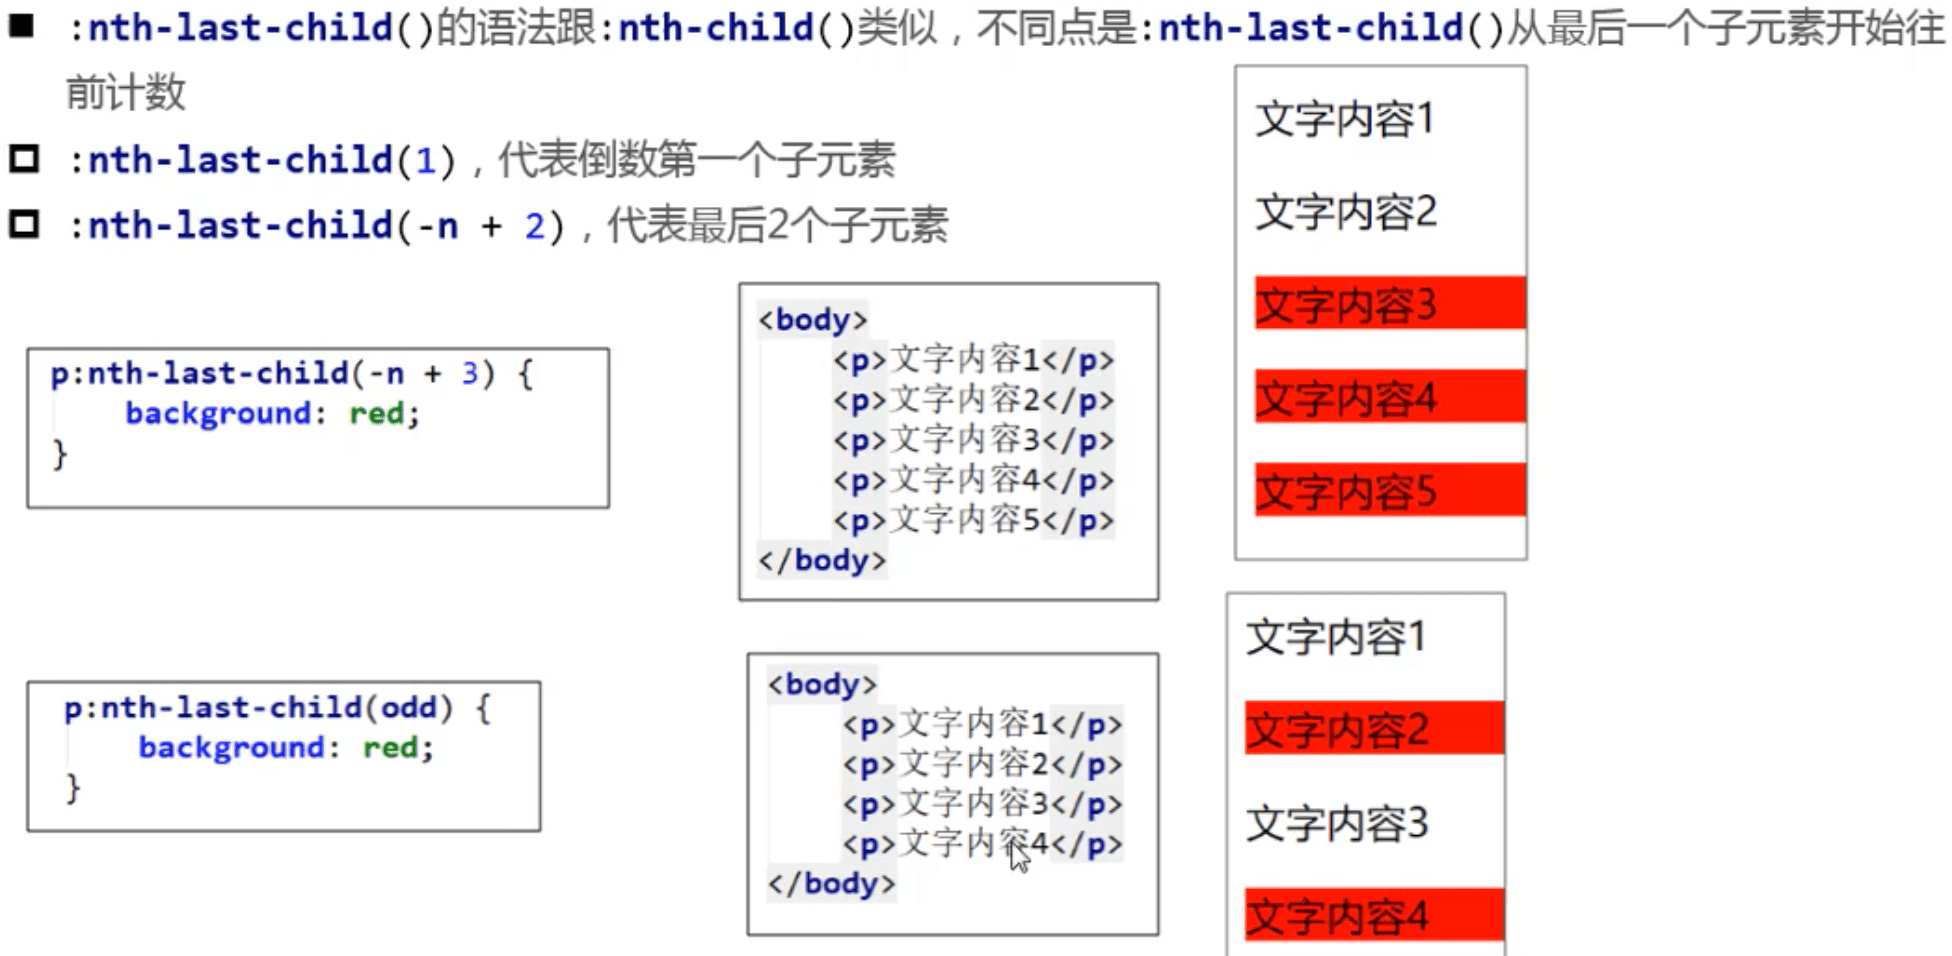 :nth-last-child()的语法跟:nth-child()类似，不同点是:nth-last-child()从最后一个子元素开始往
前计数
:nth-last-child(1)，代表倒数第一个子元素
:nth-last-child(-n + 2)，代表最后2个子元素
p:nth-last-child(-n + 3) {
background: red;
}
<body>
<p>文字内容1</p>
<p>文字内容2</p>
<p>文字内容3</p>
<p>文字内容4</p>
<p>文字内容5</p>
</body>
文字内容1
文字内容2
文字内容3
文字内容4
文字内容5
p:nth-last-child(odd) {
background: red;
}
<body>
<p>文字内容1</p>
<p>文字内容2</p>
<p>文字内容3</p>
<p>文字内容4</p>
</body>
文字内容1
文字内容2
文字内容3
文字内容4